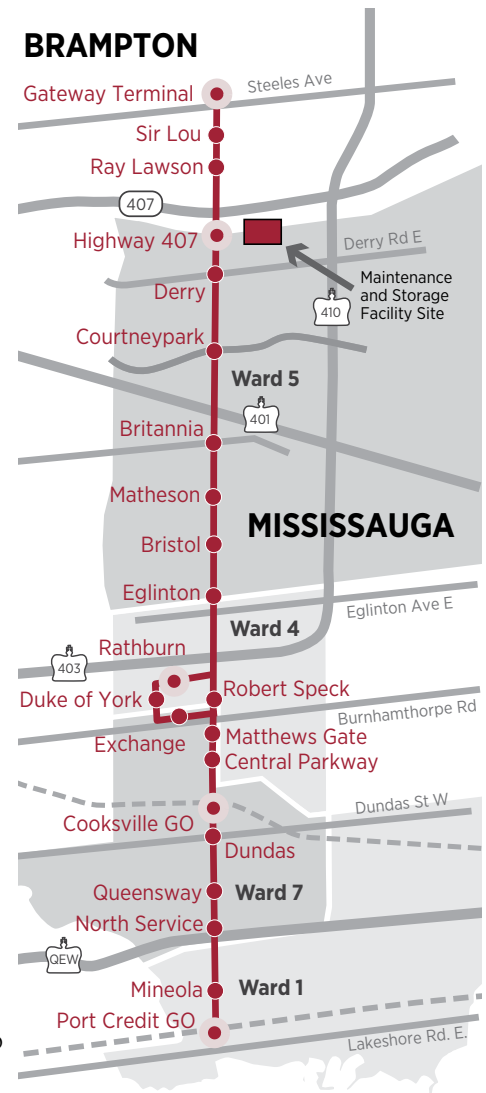 BRAMPTON
Steeles Ave
Gateway Terminal
Sir Lou
Ray Lawson
407
Highway 407
Derry Rd E
Derry
Maintenance
and Storage
Facility Site
410
Courtneypark
Ward 5
401
Britannia
Matheson
MISSISSAUGA
Bristol
Eglinton
Eglinton Ave E
Ward 4
Rathburn
403
Duke of York
Robert Speck
Burnhamthorpe Rd
Exchange
Matthews Gate
Central Parkway
Dundas St W
Cooksville GO
Dundas
Queensway
Ward 7
North Service
QEW
Mineola
Ward 1
Port Credit GO
Lakeshore Rd. E.